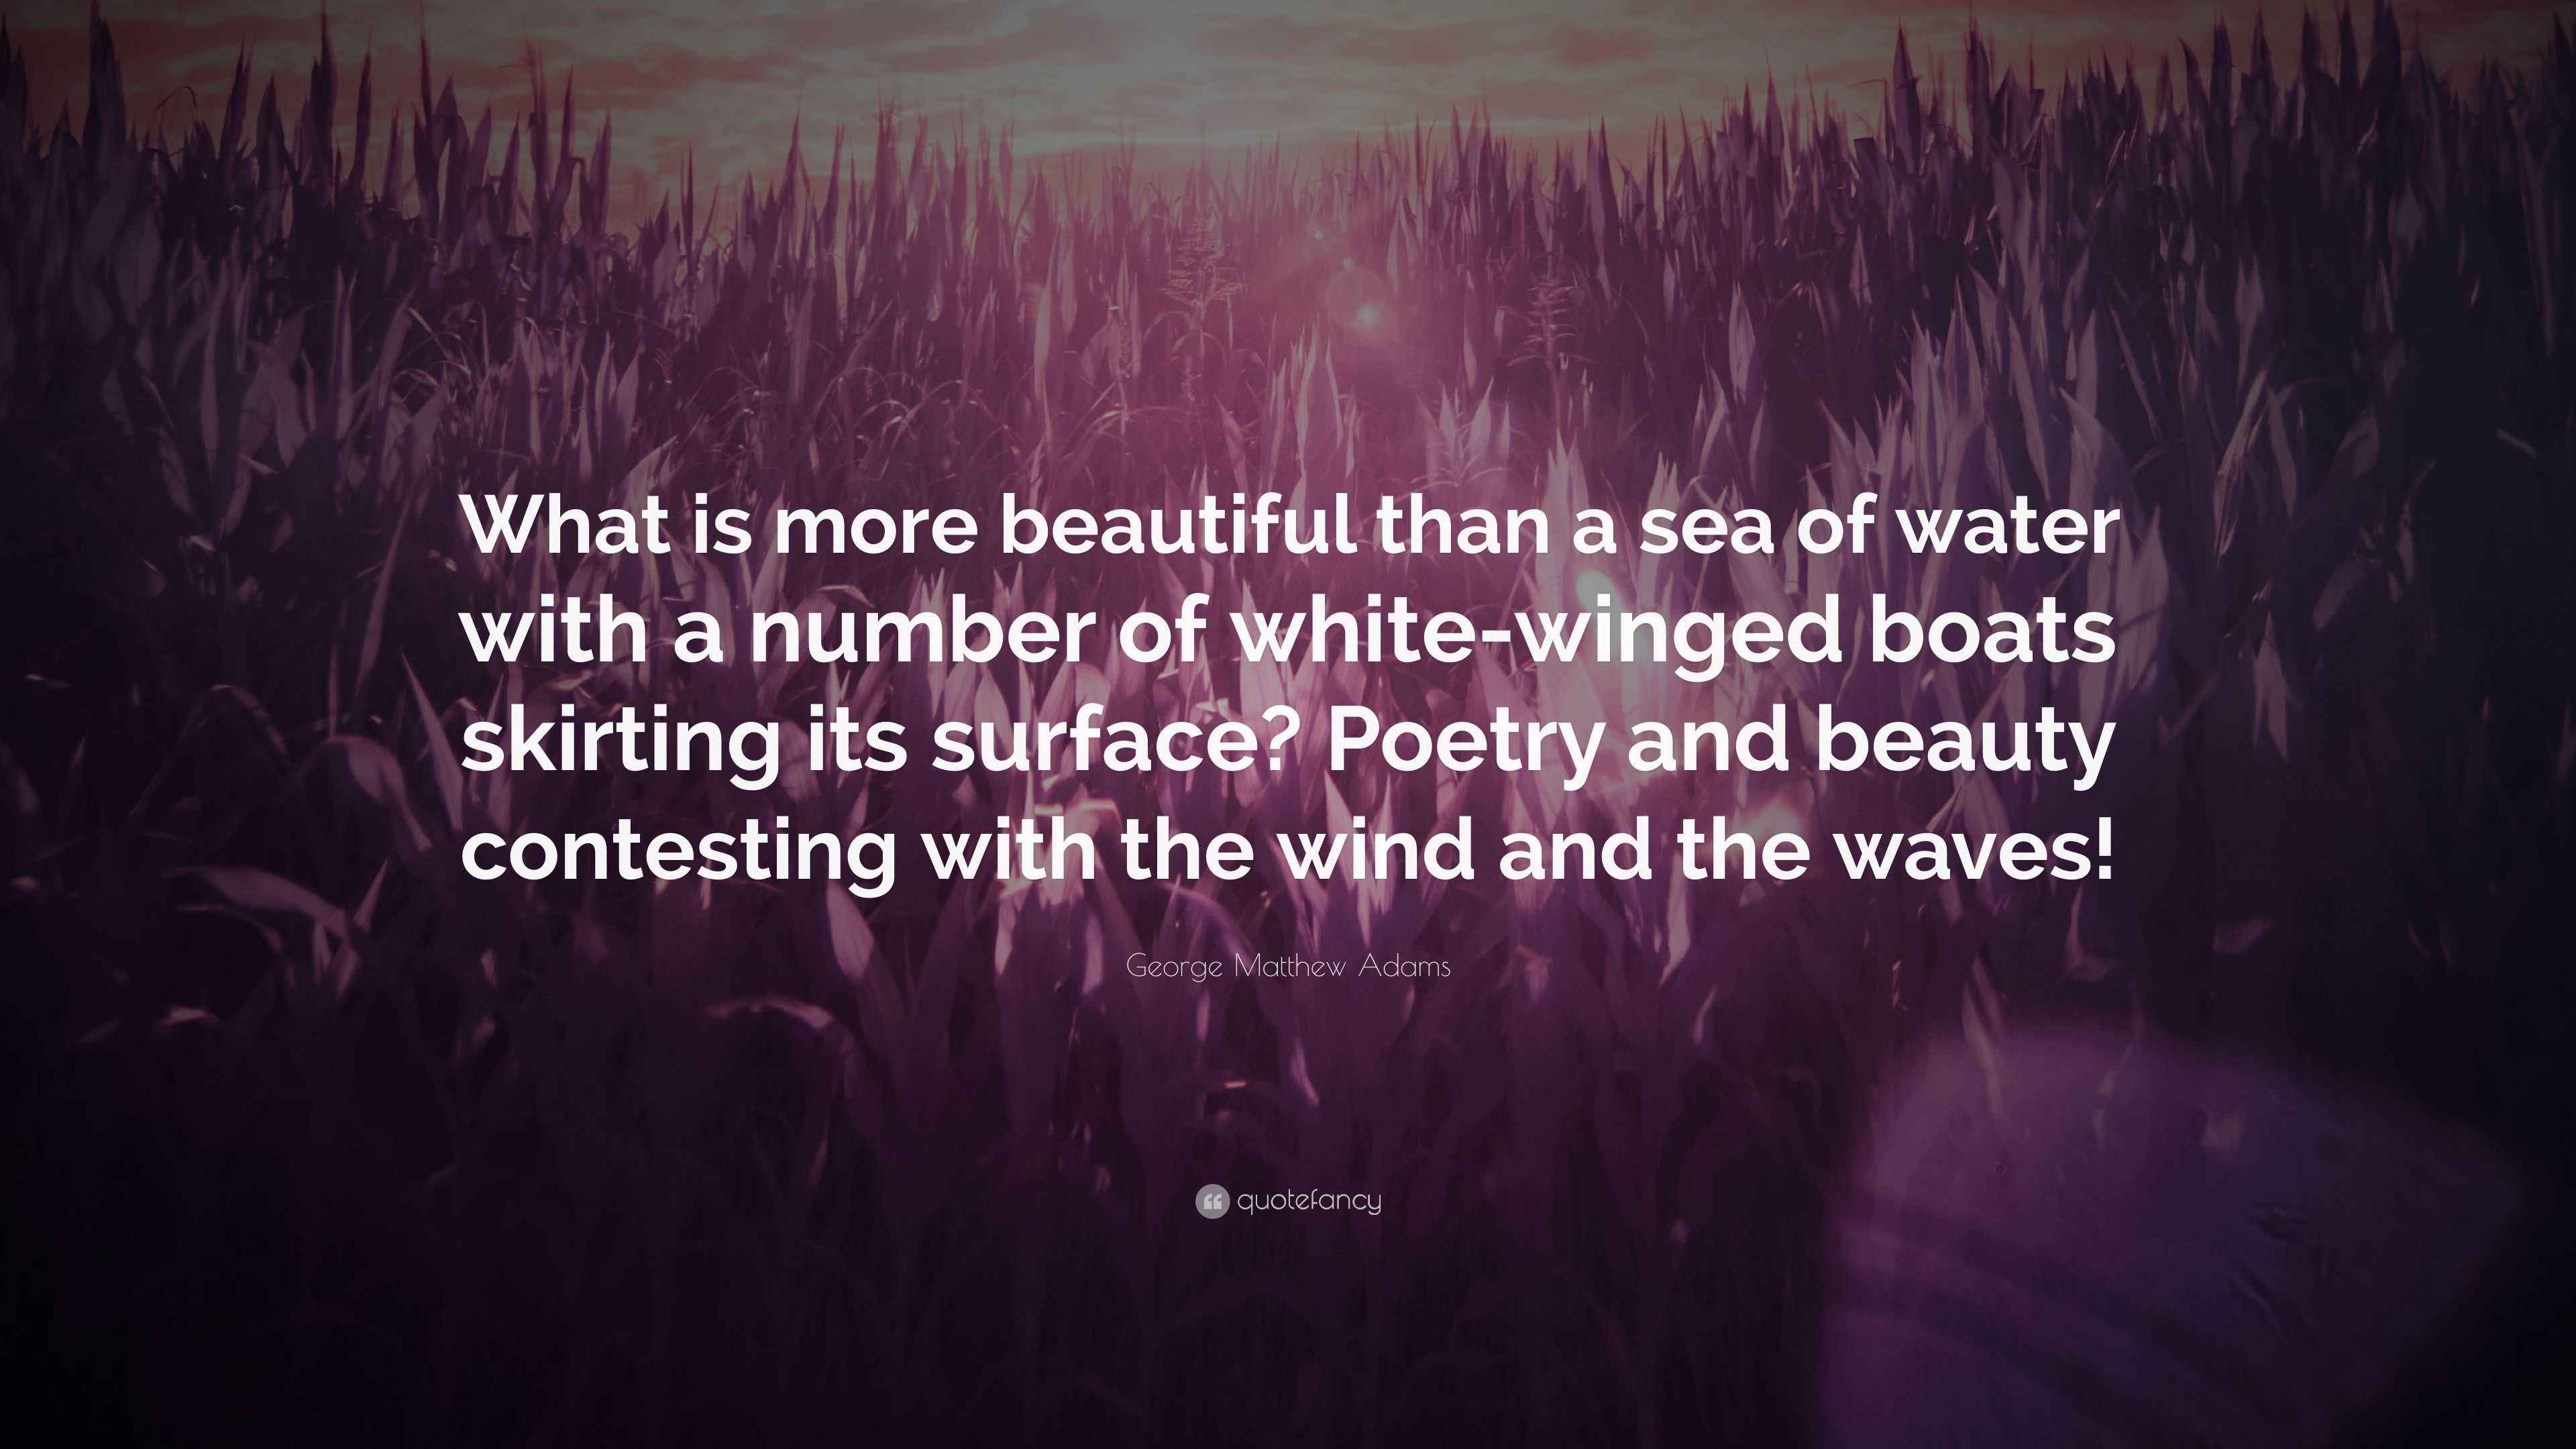 What is more beautiful than a sea of water
with a number of white-winged boats
skirting its surface? Poetry and beauty
contesting with the wind and the waves!
George Matthew Adams
quotefancy